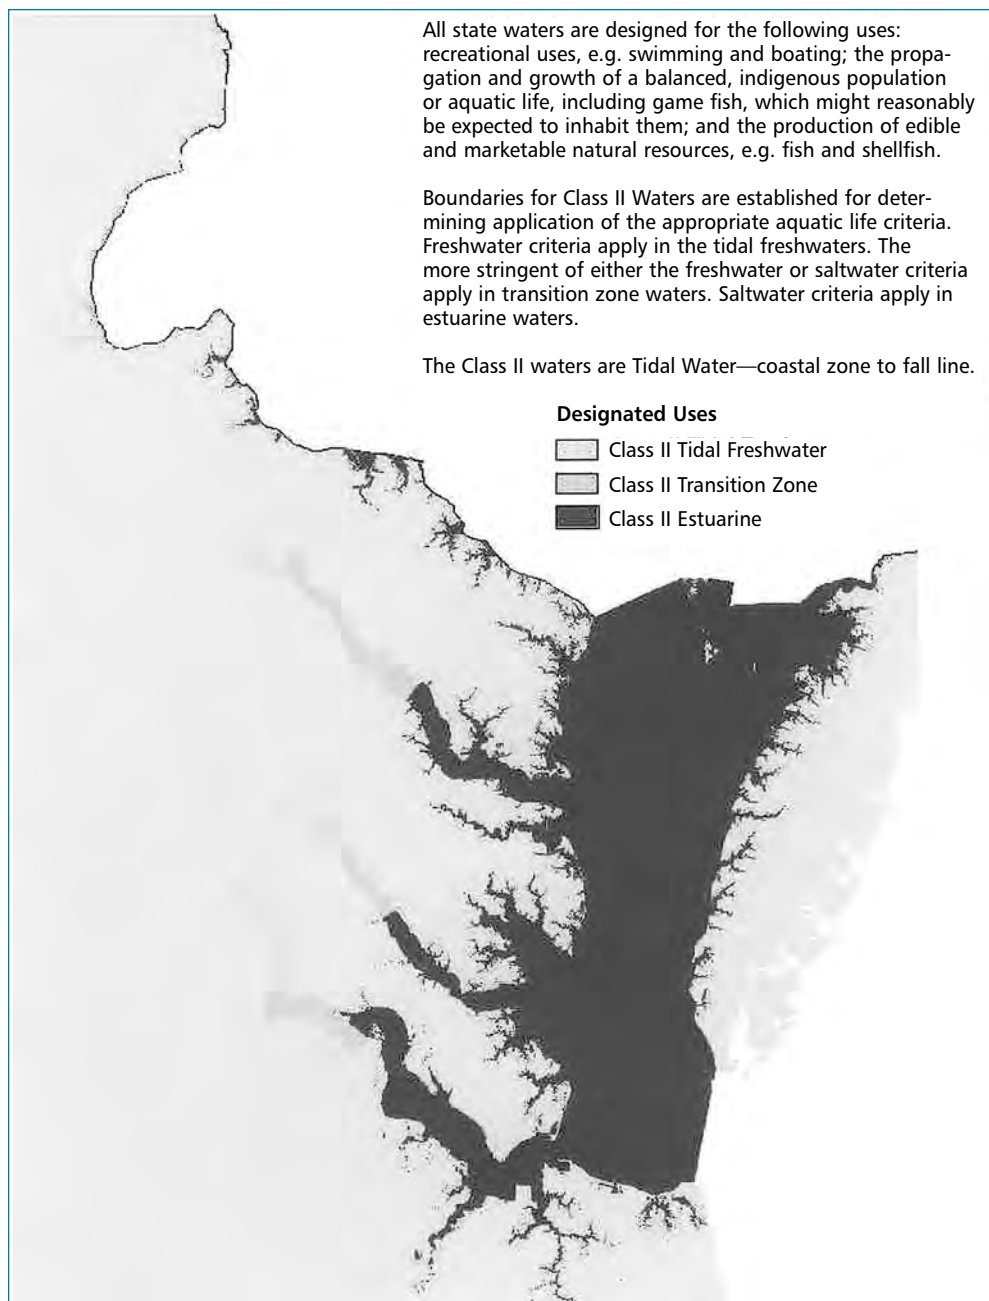 All state waters are designed for the following uses:
recreational uses, e.g. swimming and boating; the propa-
gation and growth of a balanced, indigenous population
or aquatic life, including game fish, which might reasonably
be expected to inhabit them; and the production of edible
and marketable natural resources, e.g. fish and shellfish.
Boundaries for Class II Waters are established for deter-
mining application of the appropriate aquatic life criteria.
Freshwater criteria apply in the tidal freshwaters. The
more stringent of either the freshwater or saltwater criteria
apply in transition zone waters. Saltwater criteria apply in
estuarine waters.
The Class II waters are Tidal Water—coastal zone to fall line.
Designated Uses
Class II Tidal Freshwater
Class II Transition Zone
Class II Estuarine